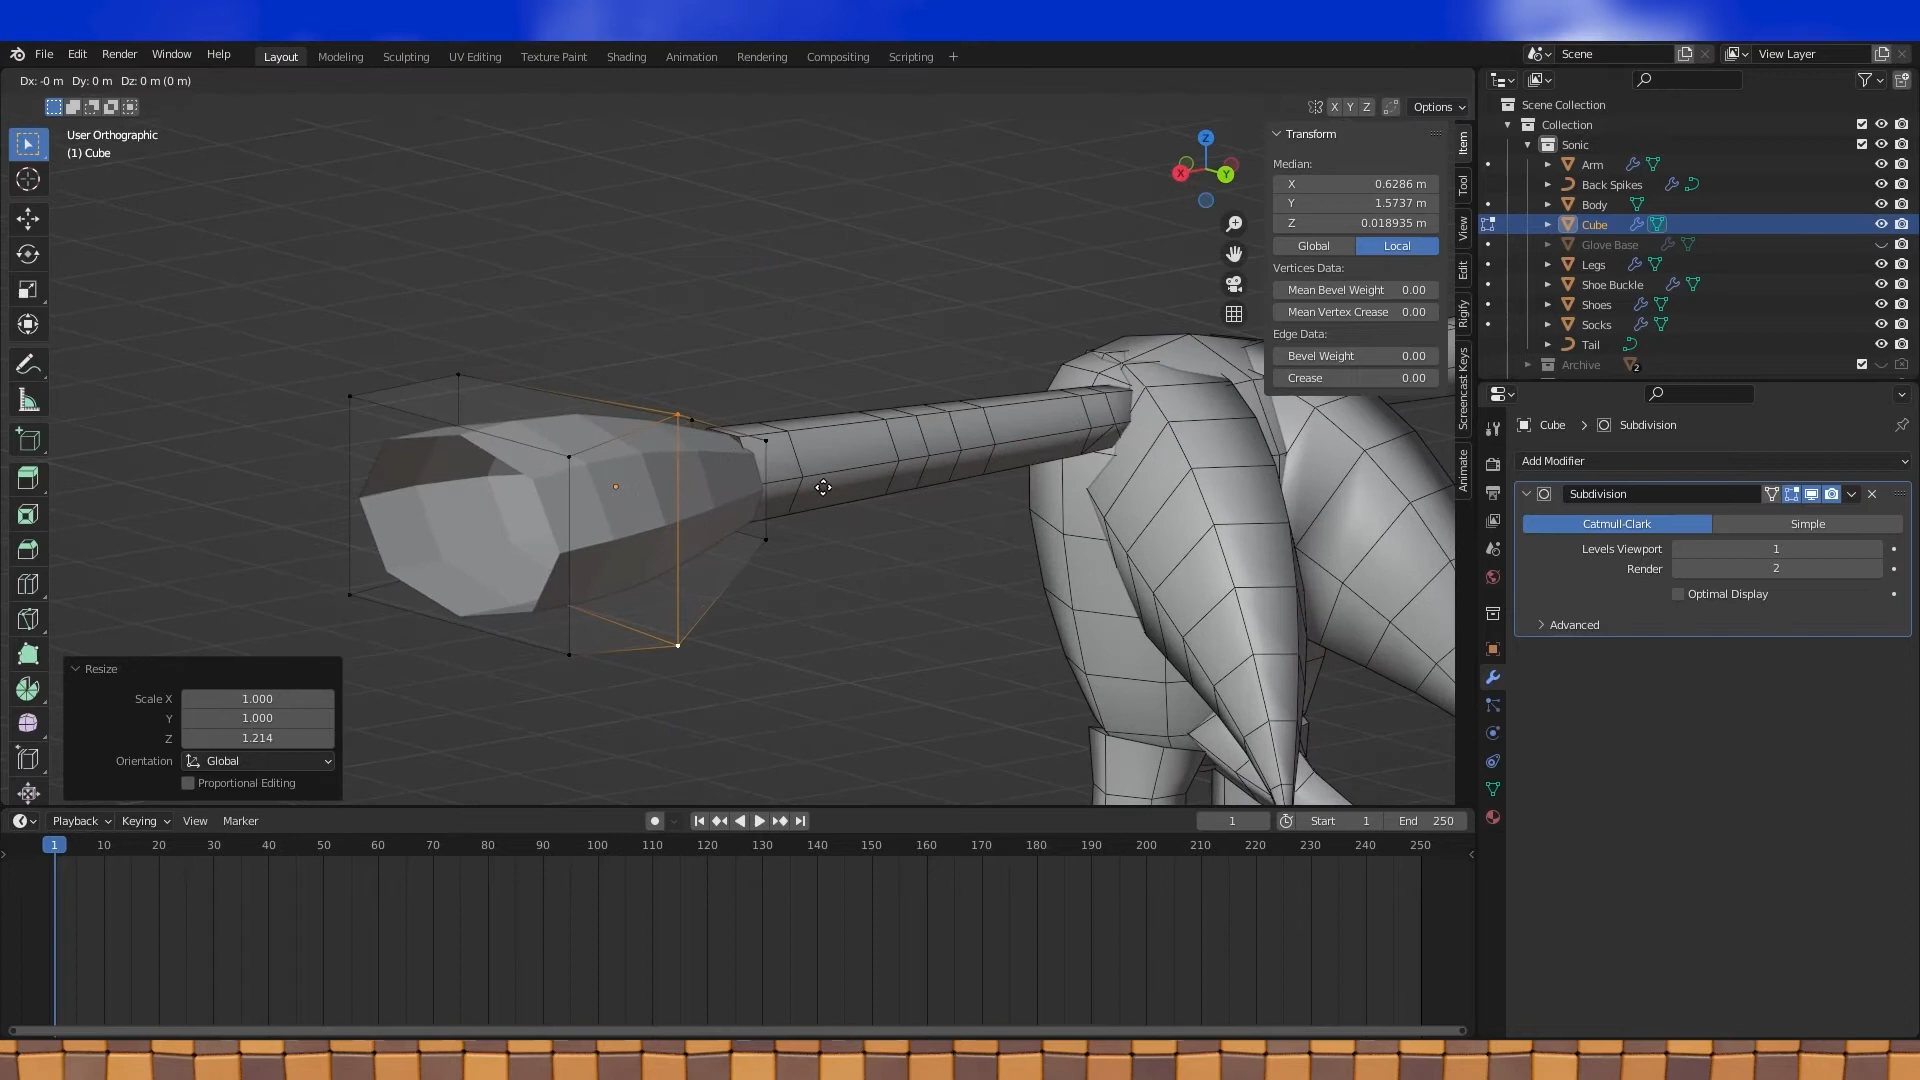 File Edit Render Window Help Layout Modeling Sculpting UV Editing Texture Paint Shading Animation Rendering Compositing Scripting + Scene View Layer
Dx: -0 m Dy: 0 m Dz: 0 m (0 m)
X Y Z Options
User Orthographic
(1) Cube
Z
X
Y
Transform
Median:
X 0.6286 m
Y 1.5737 m
Z 0.018935 m
Global Local
Vertices Data:
Mean Bevel Weight 0.00
Mean Vertex Crease 0.00
Edge Data:
Bevel Weight 0.00
Crease 0.00
Item
Tool
View
Edit
Rigify
Screencast Keys
Animate
Scene Collection
Collection
Sonic
Arm
Back Spikes
Body
Cube
Glove Base
Legs
Shoe Buckle
Shoes
Socks
Tail
Archive 2
Cube > Subdivision
Add Modifier
Subdivision
Catmull-Clark Simple
Levels Viewport 1
Render 2
Optimal Display
Advanced
Resize
Scale X 1.000
Y 1.000
Z 1.214
Orientation Global
Proportional Editing
Playback Keying View Marker 1 Start 1 End 250
1 10 20 30 40 50 60 70 80 90 100 110 120 130 140 150 160 170 180 190 200 210 220 230 240 250